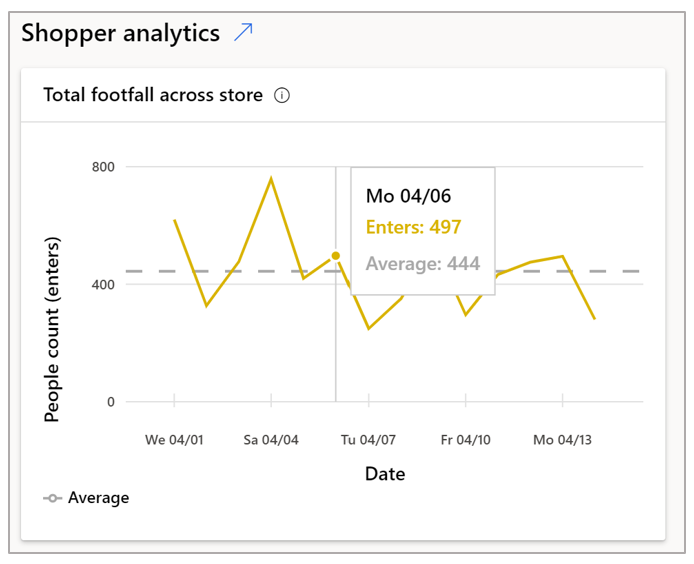 Shopper analytics
Total footfall across store
800
400
0
People count (enters)
Mo 04/06
Enters: 497
Average: 444
We 04/01 Sa 04/04 Tu 04/07 Fr 04/10 Mo 04/13
Date
Average